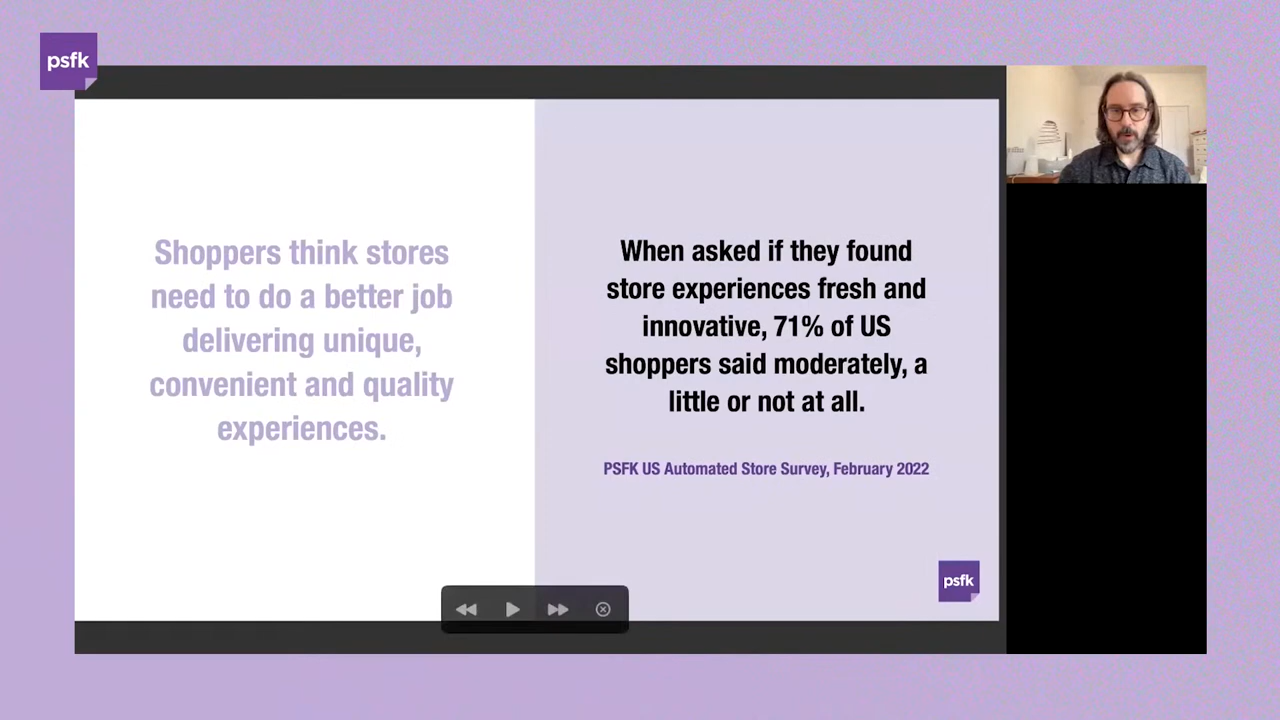 psfk
Shoppers think stores
need to do a better job
delivering unique,
convenient and quality
experiences.
When asked if they found
store experiences fresh and
innovative, 71% of US
shoppers said moderately, a
little or not at all.
PSFK US Automated Store Survey, February 2022
psfk